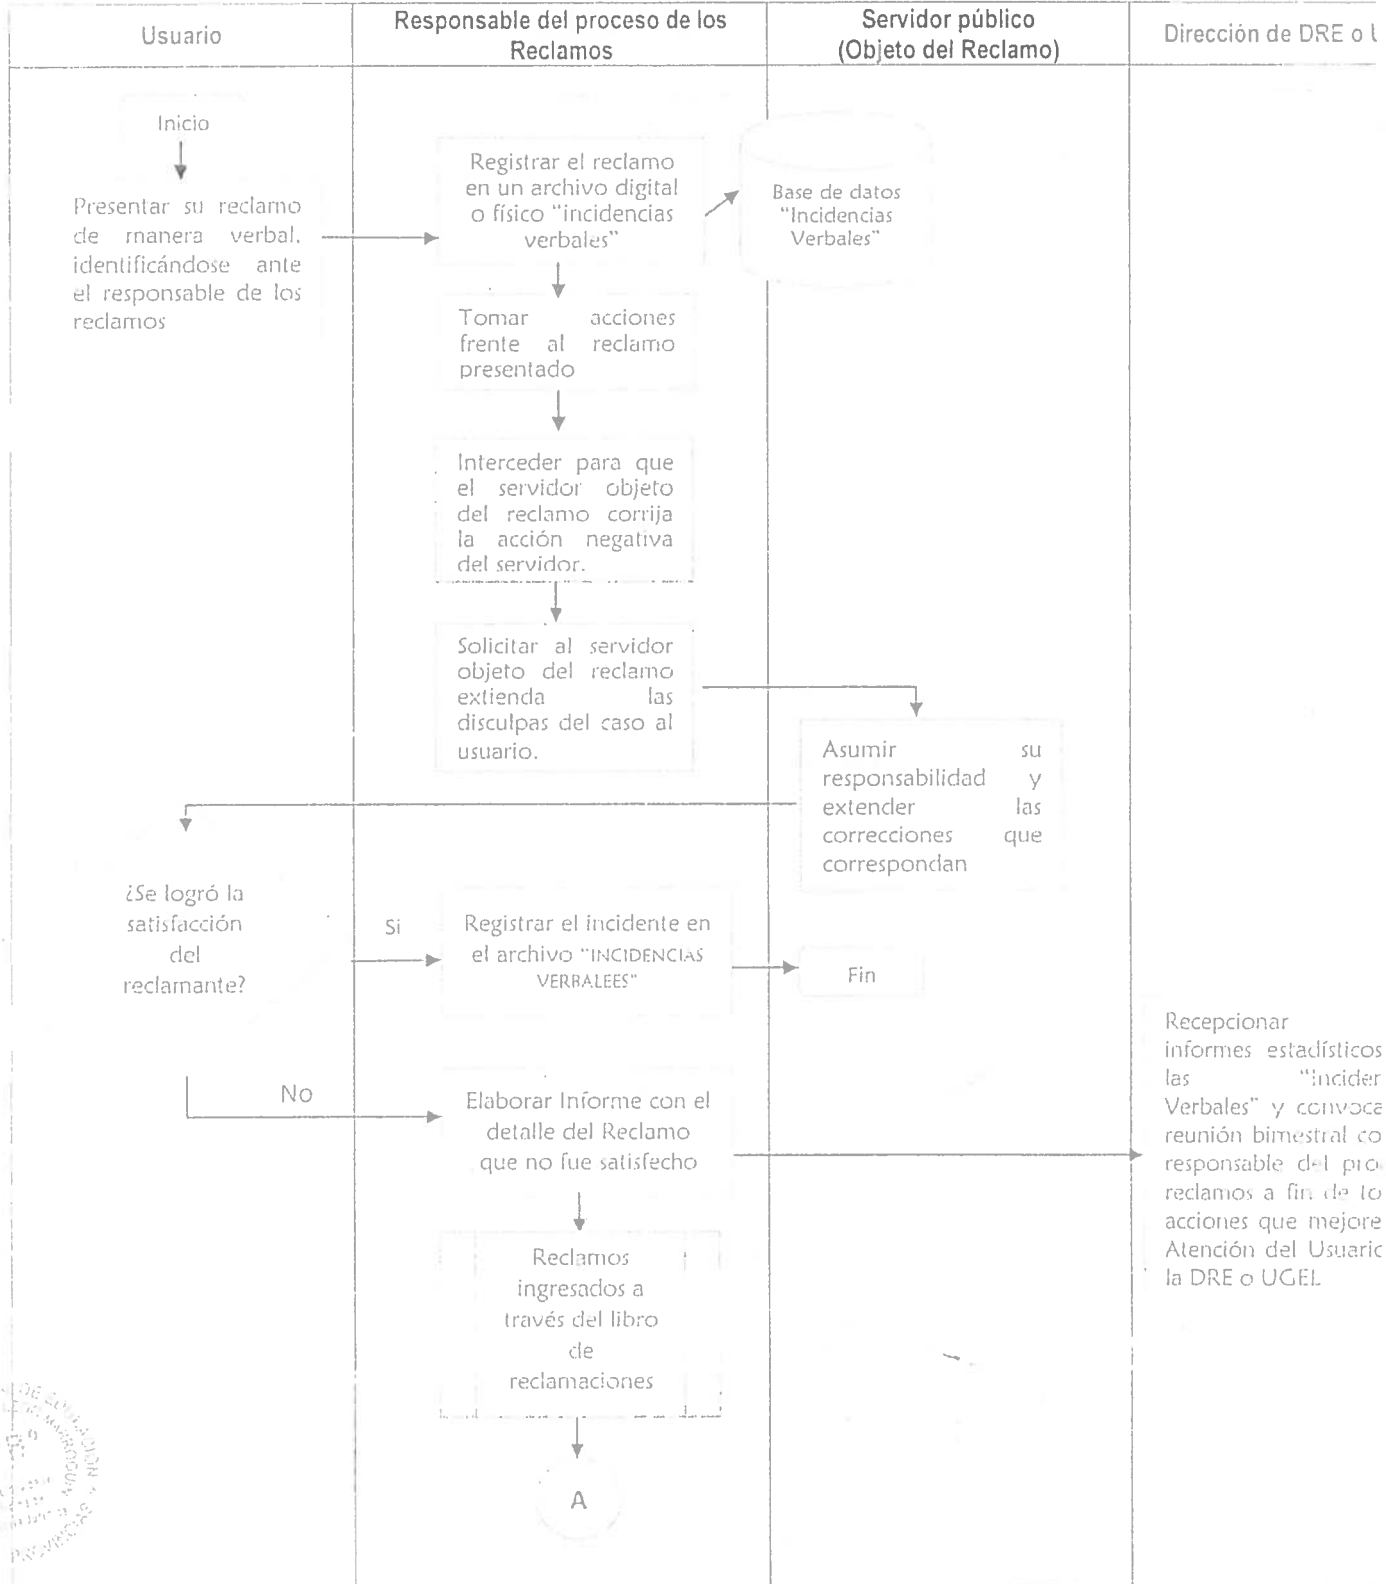 Usuario
Responsable del proceso de los
Reclamos
Servidor público
(Objeto del Reclamo)
Dirección de DRE o
Inicio
Presentar su reclamo
de manera verbal,
identificándose ante
el responsable de los
reclamos
Registrar el reclamo
en un archivo digital
o físico "incidencias
verbales"
Base de datos
"Incidencias
Verbales"
Tomar acciones
frente al reclamo
presentado
Interceder para que
el servidor objeto
del reclamo corrija
la acción negativa
del servidor.
Solicitar al servidor
objeto del reclamo
extienda las
disculpas del caso al
usuario.
Asumir su
responsabilidad y
extender las
correcciones que
correspondan
¿Se logró la
satisfacción
del
reclamante?
Si
Registrar el incidente en
el archivo "INCIDENCIAS
VERBALEES"
Fin
No
Elaborar Informe con el
detalle del Reclamo
que no fue satisfecho
Recepcionar
informes estadísticos
las "Inciden
Verbales" y convoca
reunión bimestral co
responsable del pro
reclamos a fin de to
acciones que mejore
Atención del Usuario
la DRE o UGEL
Reclamos
ingresados a
través del libro
de
reclamaciones
A